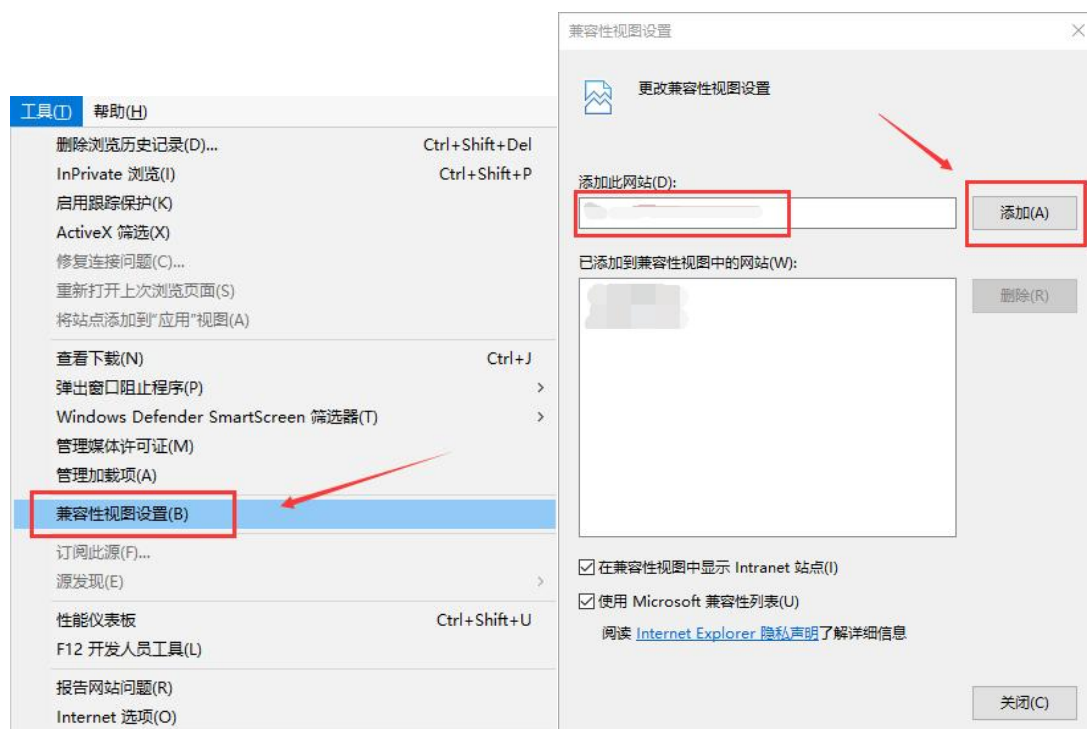 工具(T) 帮助(H)
删除浏览历史记录(D)... Ctrl+Shift+Del
InPrivate 浏览(I) Ctrl+Shift+P
启用跟踪保护(K)
ActiveX 筛选(X)
修复连接问题(C)...
重新打开上次浏览页面(S)
将站点添加到“应用”视图(A)
查看下载(N) Ctrl+J
弹出窗口阻止程序(P)
Windows Defender SmartScreen 筛选器(T)
管理媒体许可证(M)
管理加载项(A)
兼容性视图设置(B)
订阅此源(F)...
源发现(E)
性能仪表板 Ctrl+Shift+U
F12 开发人员工具(L)
报告网站问题(R)
Internet 选项(O)
兼容性视图设置
更改兼容性视图设置
添加此网站(D):
添加(A)
已添加到兼容性视图中的网站(W):
删除(R)
在兼容性视图中显示 Intranet 站点(I)
使用 Microsoft 兼容性列表(U)
阅读 Internet Explorer 隐私声明了解详细信息
关闭(C)